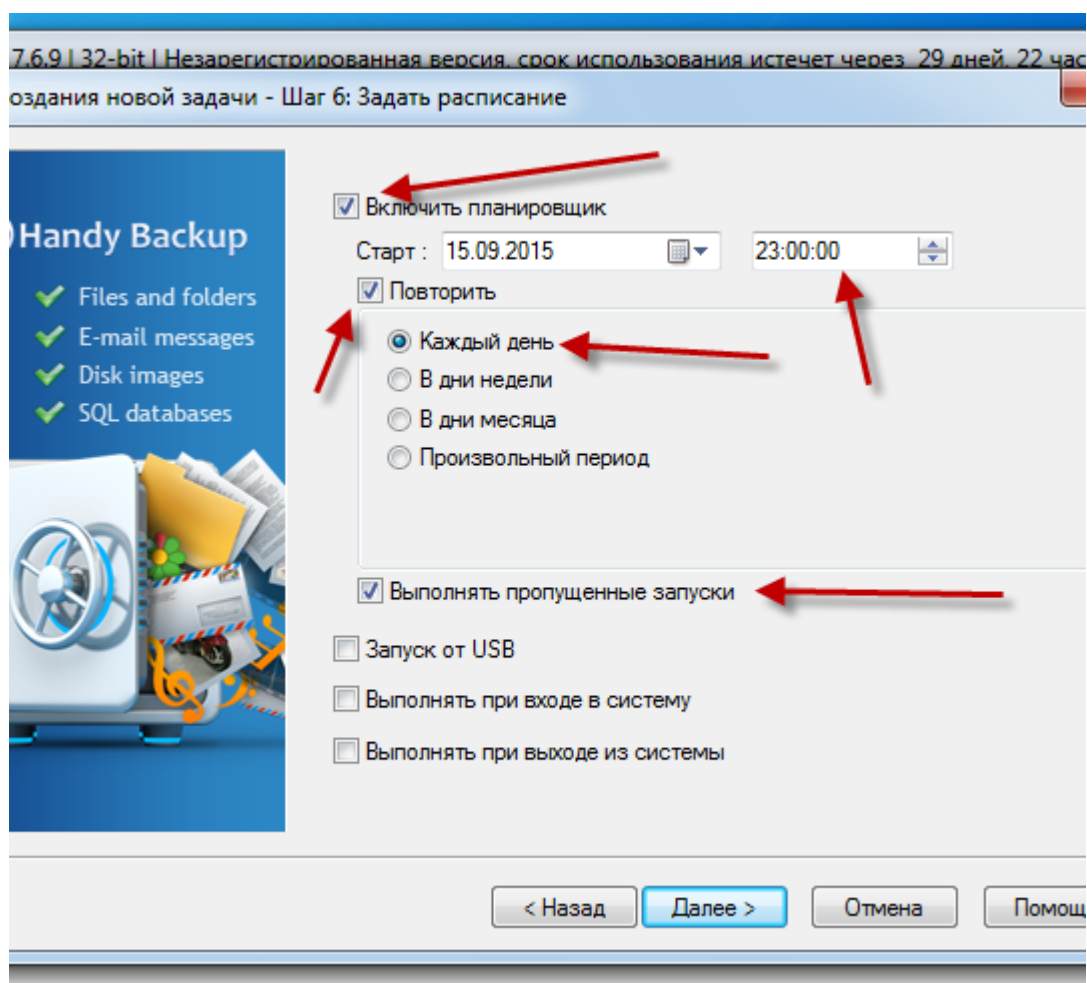 7.6.9 | 32-bit | Незарегистрированная версия, срок использования истечет через 29 дней, 22 час
оздания новой задачи - Шаг 6: Задать расписание
Handy Backup
Files and folders
E-mail messages
Disk images
SQL databases
Включить планировщик
Старт : 15.09.2015 23:00:00
Повторить
Каждый день
В дни недели
В дни месяца
Произвольный период
Выполнять пропущенные запуски
Запуск от USB
Выполнять при входе в систему
Выполнять при выходе из системы
< Назад Далее > Отмена Помощ